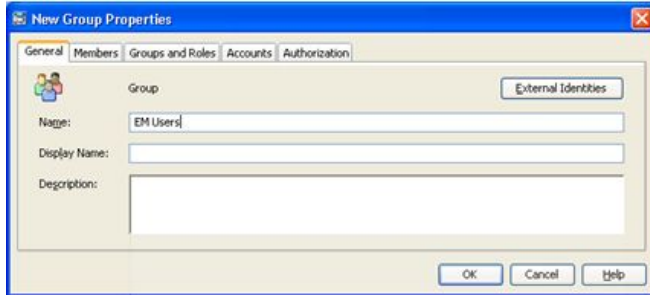 New Group Properties
General Members Groups and Roles Accounts Authorization
Group External Identities
Name: EM Users
Display Name:
Description:
OK Cancel Help